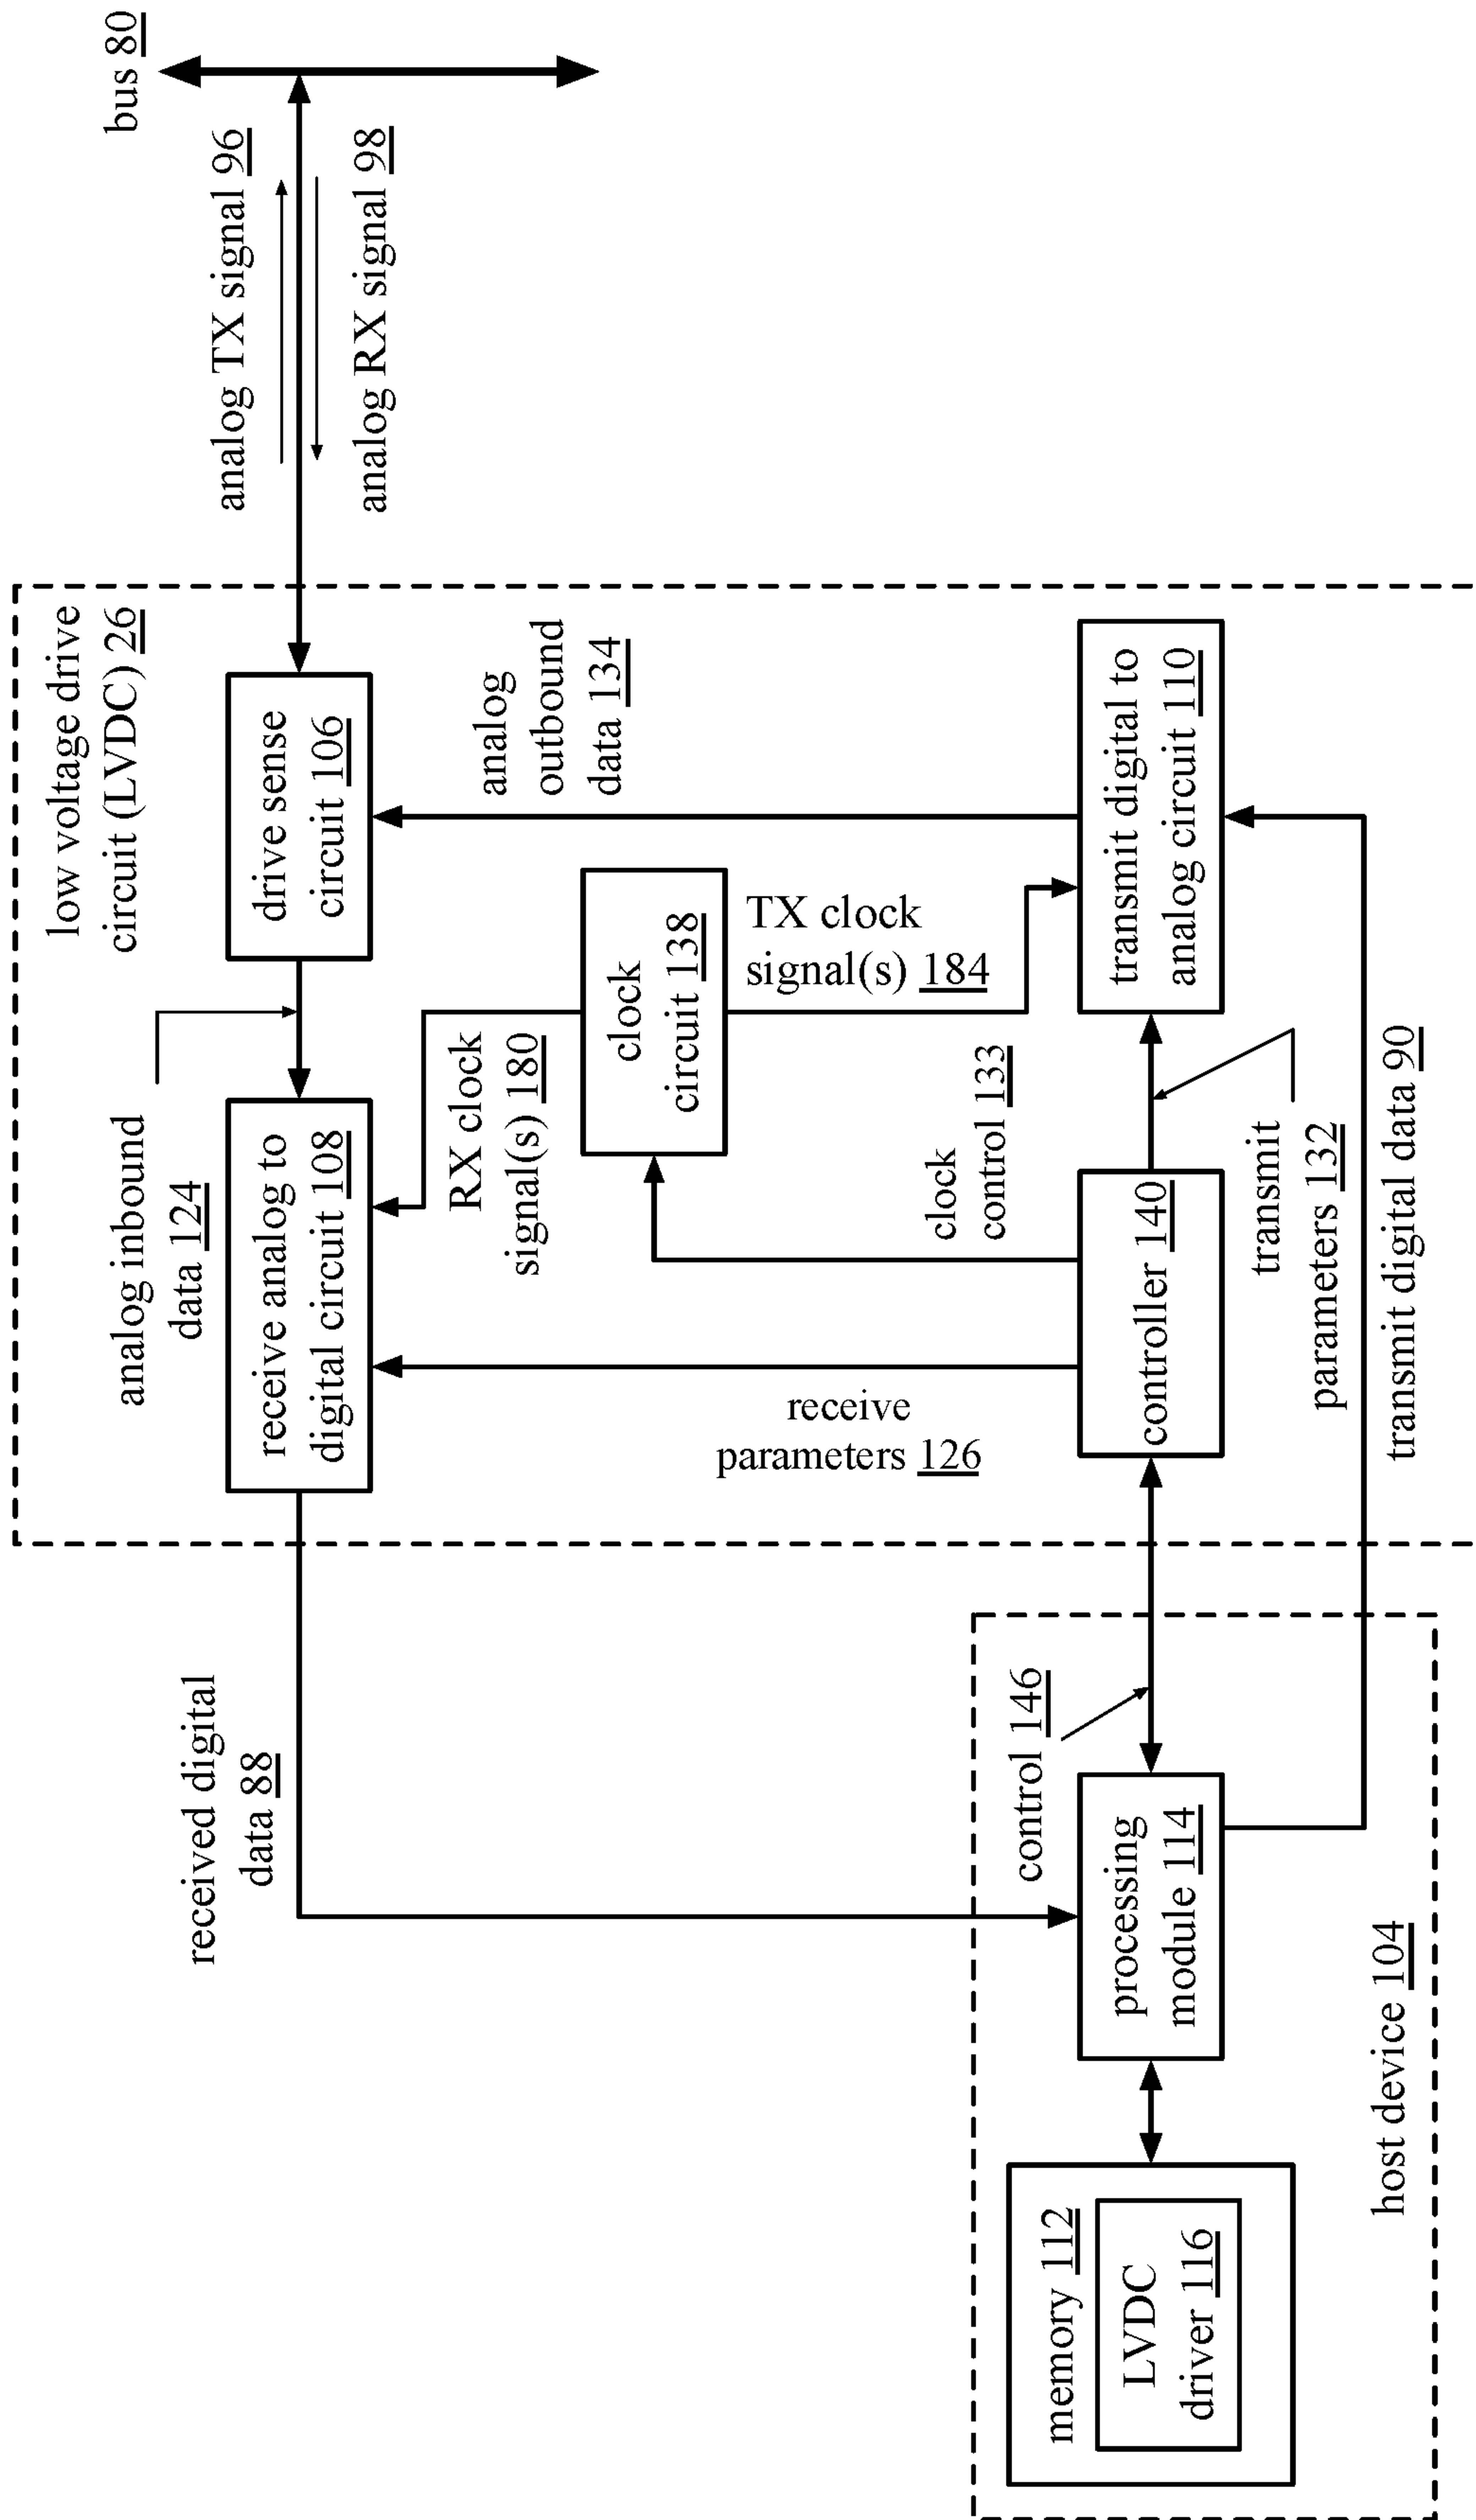 low voltage drive
circuit (LVDC) 26
bus 80
analog TX signal 96
analog RX signal 98
analog inbound
data 124
received digital
data 88
receive analog to
digital circuit 108
drive sense
circuit 106
RX clock
signal(s) 180
analog
outbound
data 134
clock
circuit 138
TX clock
signal(s) 184
receive
parameters 126
clock
control 133
control 146
memory 112
LVDC
driver 116
processing
module 114
controller 140
transmit digital to
analog circuit 110
transmit
parameters 132
host device 104
transmit digital data 90